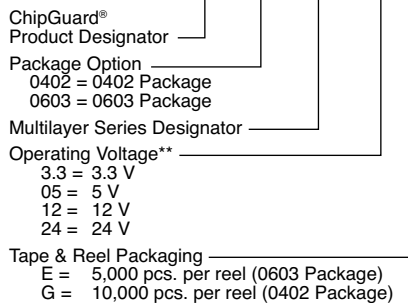 ChipGuard®
Product Designator
Package Option
0402 = 0402 Package
0603 = 0603 Package
Multilayer Series Designator
Operating Voltage**
3.3 = 3.3 V
05 = 5 V
12 = 12 V
24 = 24 V
Tape & Reel Packaging
E = 5,000 pcs. per reel (0603 Package)
G = 10,000 pcs. per reel (0402 Package)